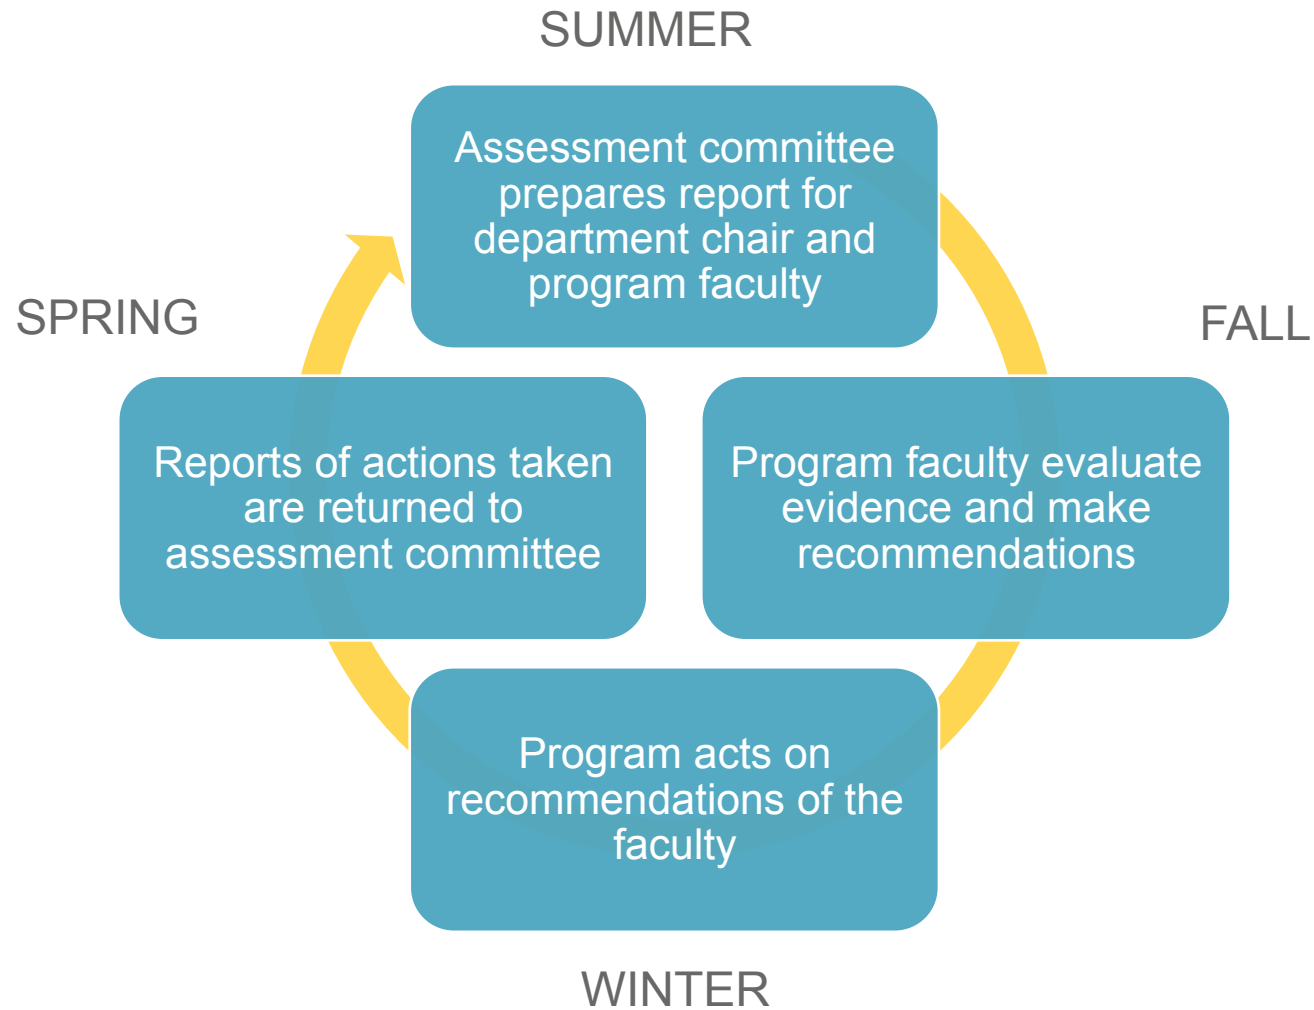 SUMMER
Assessment committee
prepares report for
department chair and
program faculty
SPRING
FALL
Reports of actions taken
are returned to
assessment committee
Program faculty evaluate
evidence and make
recommendations
Program acts on
recommendations of the
faculty
WINTER